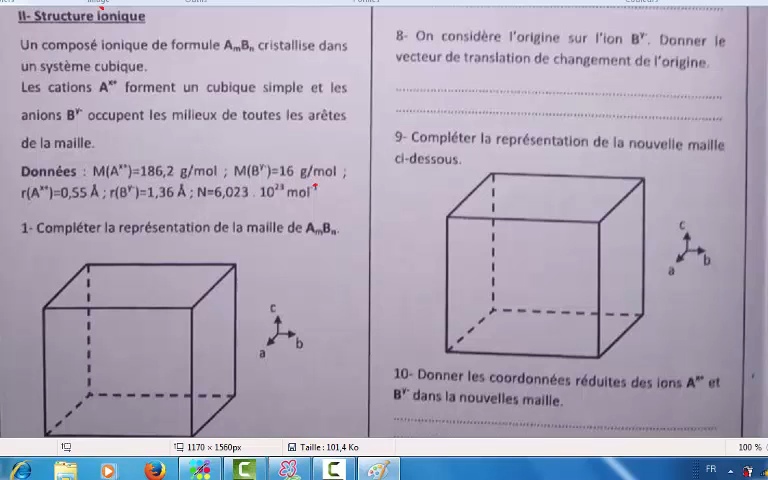 II- Structure ionique
Un composé ionique de formule AmBn cristallise dans
un système cubique.
Les cations Aˣ⁺ forment un cubique simple et les
anions Bʸ⁻ occupent les milieux de toutes les arêtes
de la maille.
Données : M(Aˣ⁺)=186,2 g/mol ; M(Bʸ⁻)=16 g/mol ;
r(Aˣ⁺)=0,55 Å ; r(Bʸ⁻)=1,36 Å ; N=6,023 . 10²³ mol⁻¹
1- Compléter la représentation de la maille de AmBn.
c
b
a
8- On considère l'origine sur l'ion Bʸ⁻. Donner le
vecteur de translation de changement de l'origine.
9- Compléter la représentation de la nouvelle maille
ci-dessous.
c
b
a
10- Donner les coordonnées réduites des ions Aˣ⁺ et
Bʸ⁻ dans la nouvelles maille.
1170 × 1560px
Taille : 101,4 Ko
100 %
FR